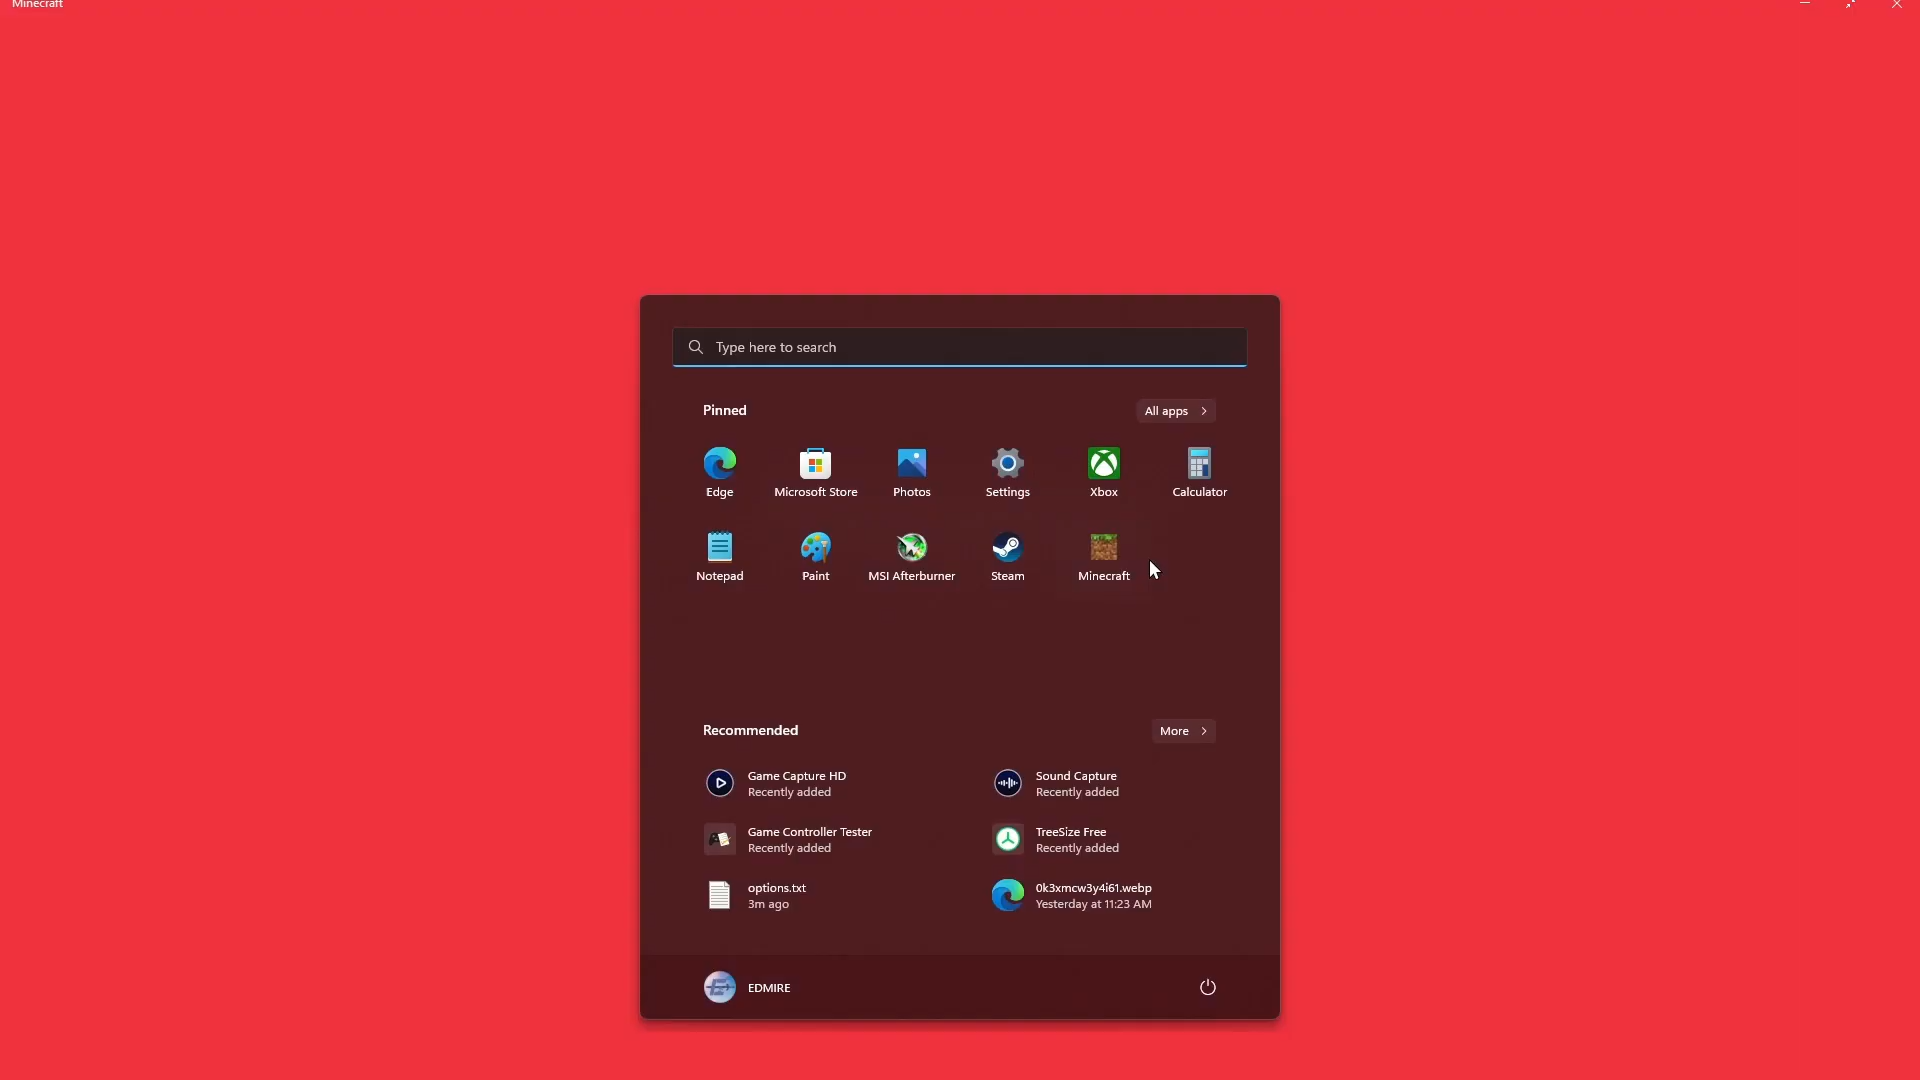 Minecraft
Type here to search
Pinned
All apps
Edge
Microsoft Store
Photos
Settings
Xbox
Calculator
Notepad
Paint
MSI Afterburner
Steam
Minecraft
Recommended
More
Game Capture HD
Recently added
Sound Capture
Recently added
Game Controller Tester
Recently added
TreeSize Free
Recently added
options.txt
3m ago
0k3xmcw3y4i61.webp
Yesterday at 11:23 AM
EDMIRE